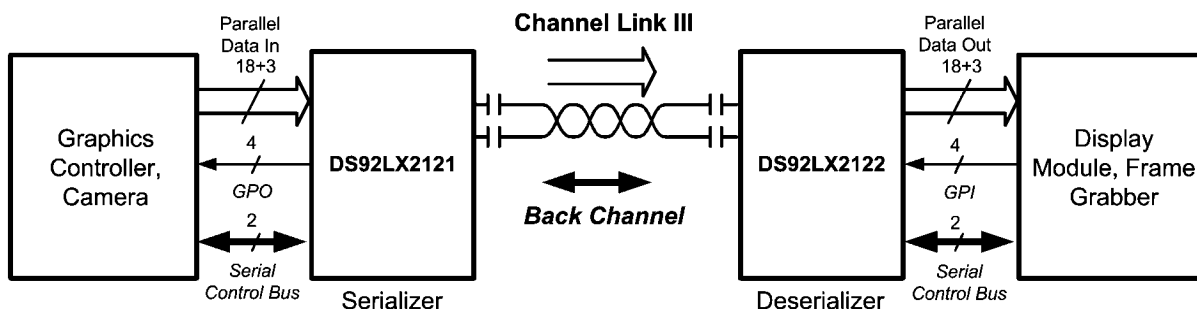 Graphics
Controller,
Camera
Parallel
Data In
18+3
4
GPO
2
Serial
Control Bus
DS92LX2121
Serializer
Channel Link III
Back Channel
DS92LX2122
Deserializer
Parallel
Data Out
18+3
4
GPI
2
Serial
Control Bus
Display
Module, Frame
Grabber